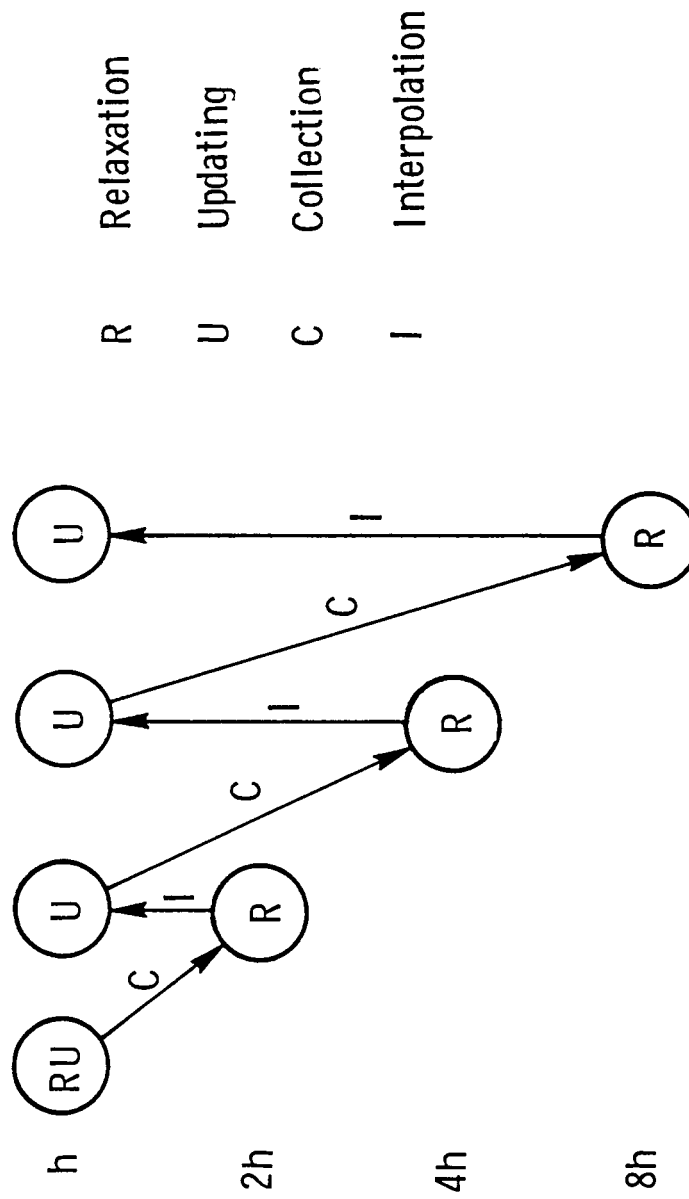 h RU U U U
R Relaxation
C I
U Updating
C
2h R
I
C Collection
C
I
I Interpolation
4h R
8h R